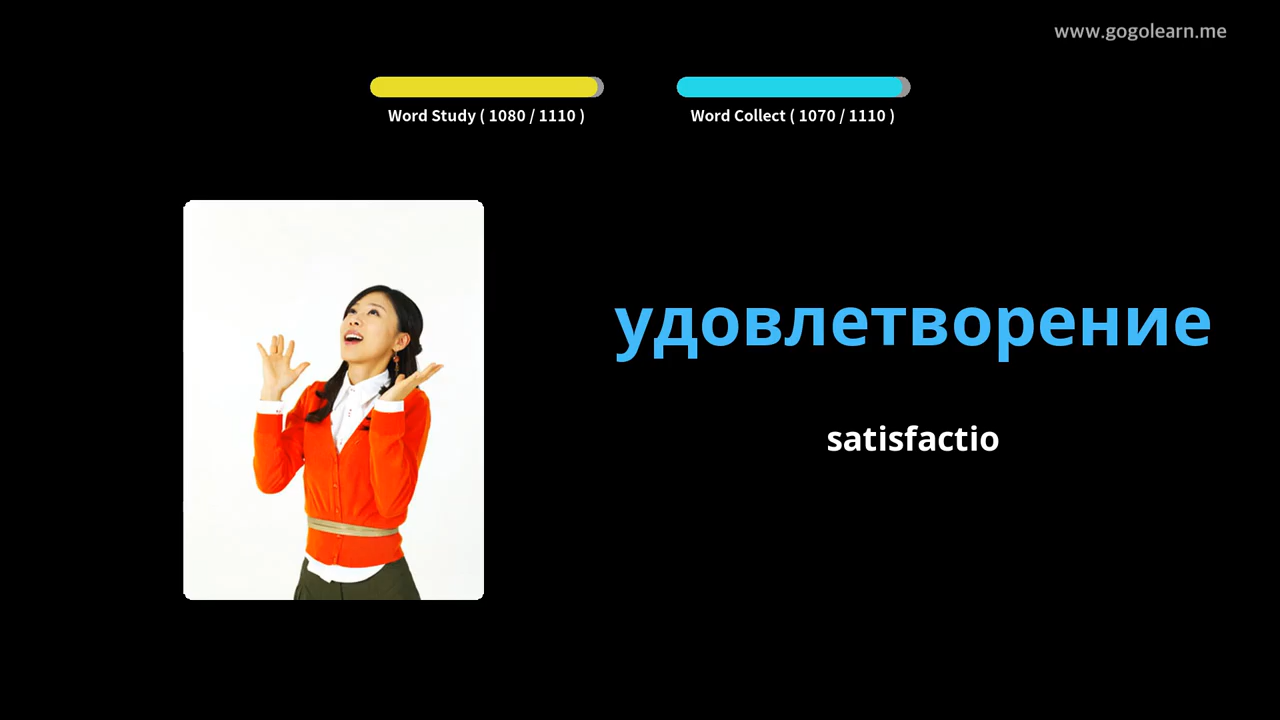 www.gogolearn.me
Word Study ( 1080 / 1110 )
Word Collect ( 1070 / 1110 )
удовлетворение
satisfactio